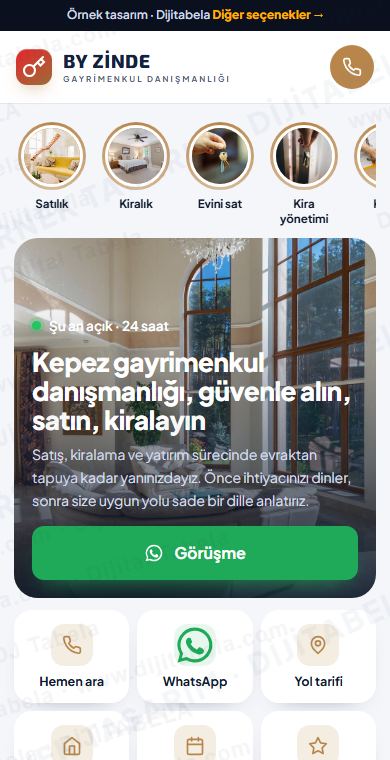 Örnek tasarım · Dijitabela Diğer seçenekler →
BY ZİNDE
GAYRİMENKUL DANIŞMANLIĞI
Satılık
Kiralık
Evini sat
Kira
yönetimi
Şu an açık · 24 saat
Kepez gayrimenkul
danışmanlığı, güvenle alın,
satın, kiralayın
Satış, kiralama ve yatırım sürecinde evraktan
tapuya kadar yanınızdayız. Önce ihtiyacınızı dinler,
sonra size uygun yolu sade bir dille anlatırız.
Görüşme
Hemen ara
WhatsApp
Yol tarifi